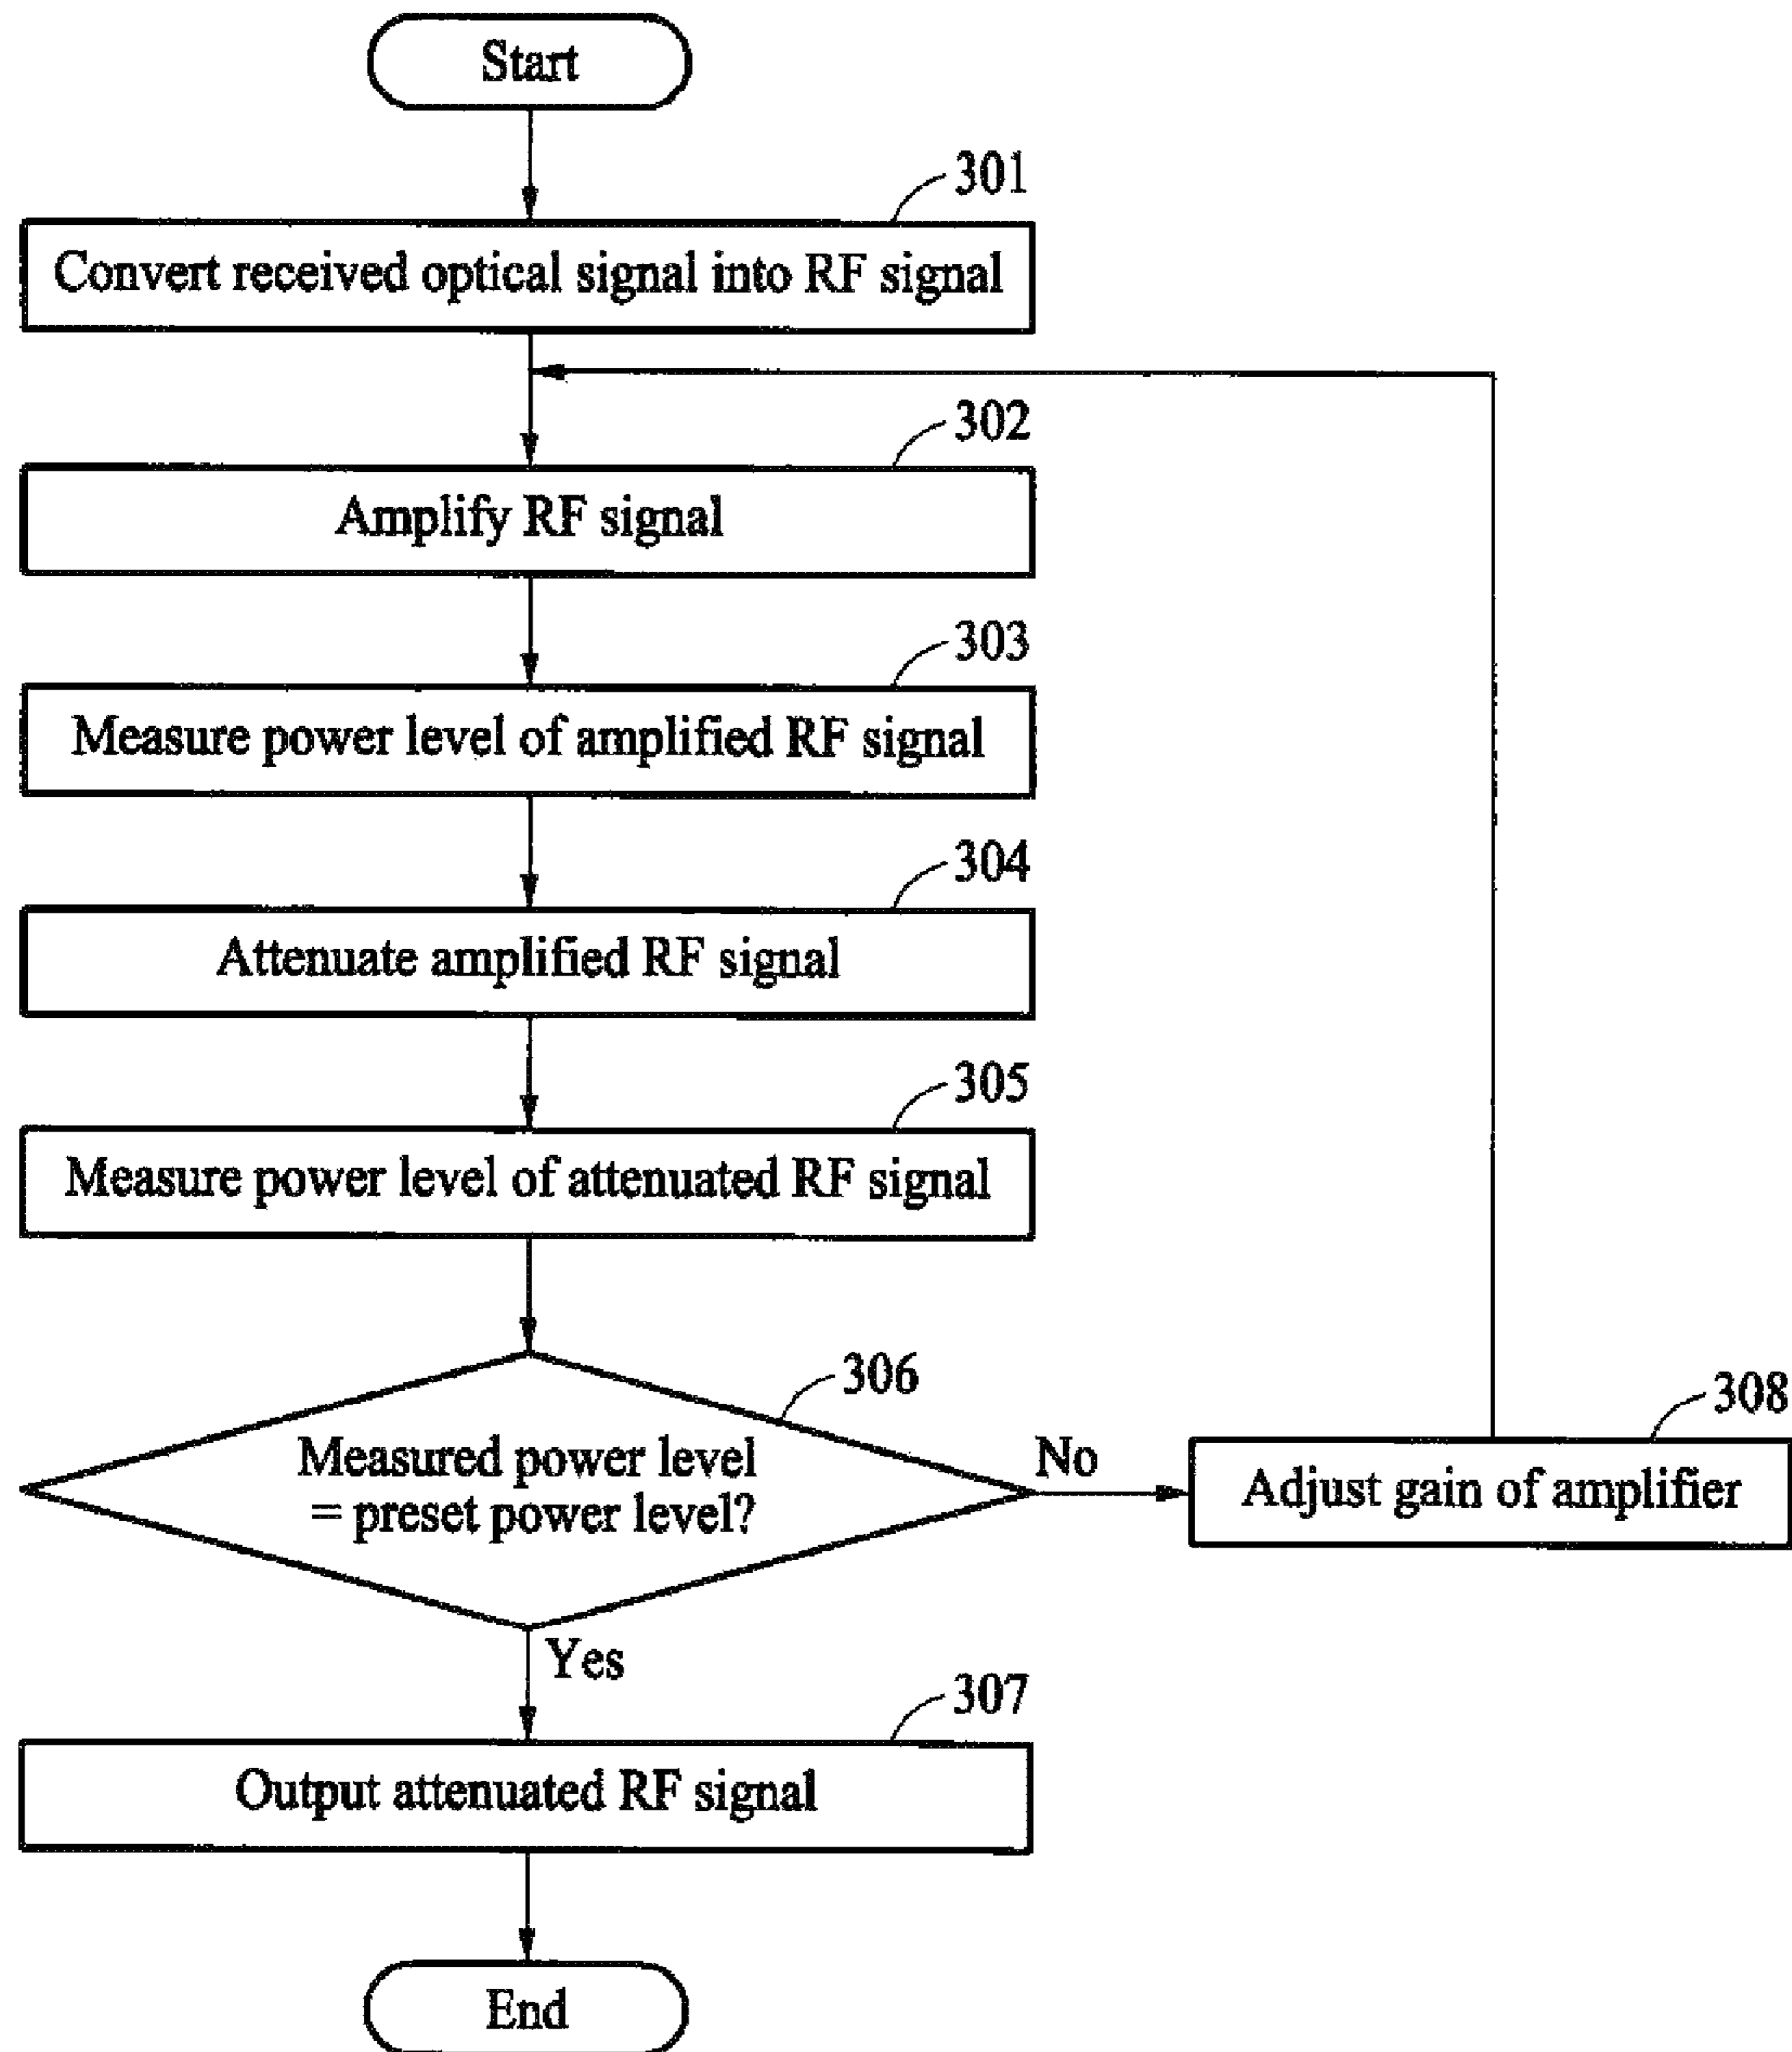 Start
301
Convert received optical signal into RF signal
302
Amplify RF signal
303
Measure power level of amplified RF signal
304
Attenuate amplified RF signal
305
Measure power level of attenuated RF signal
306
Measured power level
= preset power level?
No
308
Adjust gain of amplifier
Yes
307
Output attenuated RF signal
End